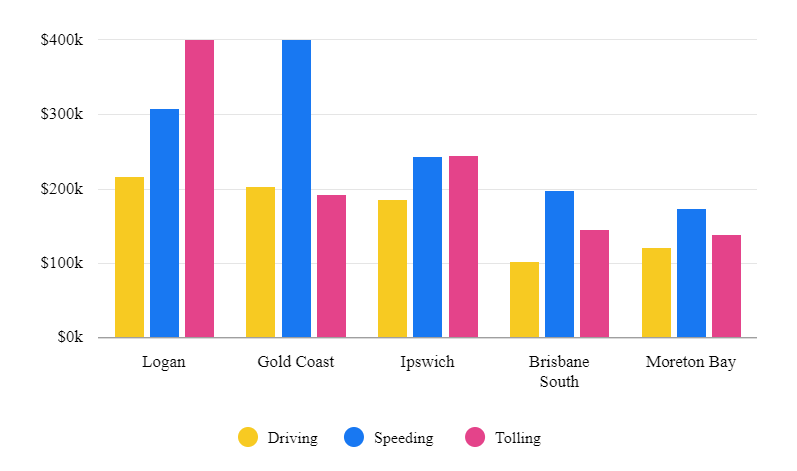 $400k
$300k
$200k
$100k
$0k
Logan
Gold Coast
Ipswich
Brisbane
South
Moreton Bay
Driving
Speeding
Tolling